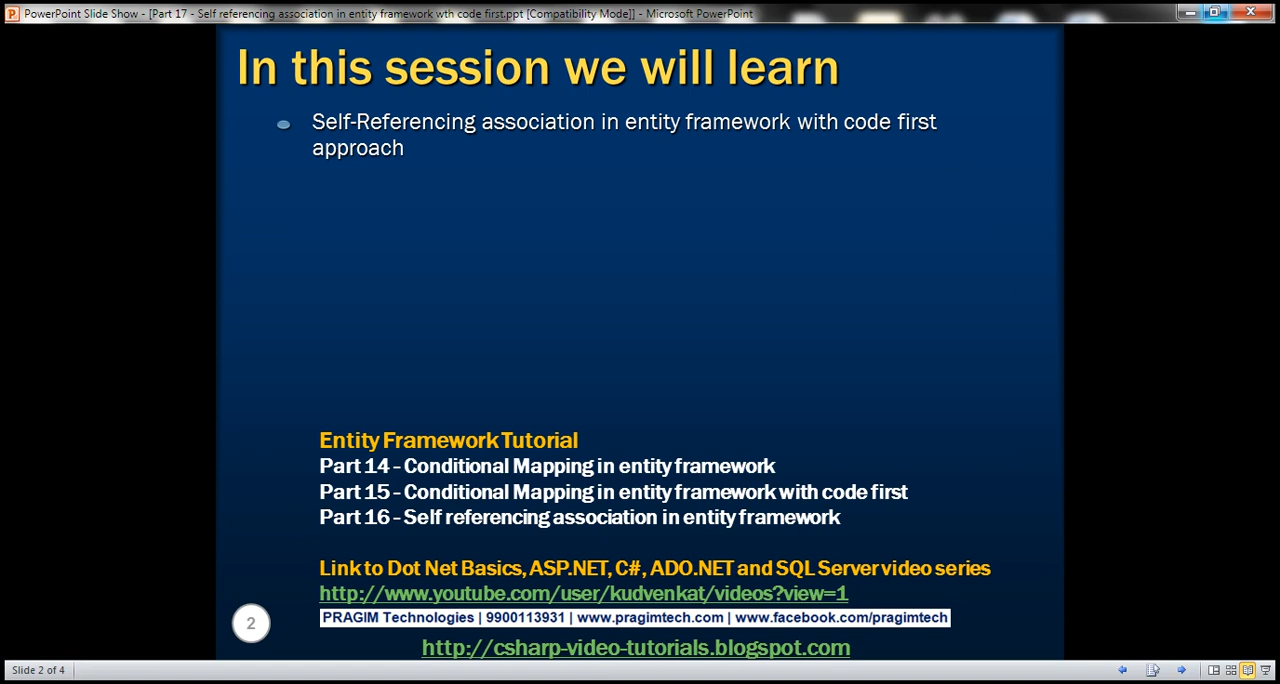 PowerPoint Slide Show - [Part 17 - Self referencing association in entity framework wth code first.ppt [Compatibility Mode]] - Microsoft PowerPoint
In this session we will learn
Self-Referencing association in entity framework with code first
approach
Entity Framework Tutorial
Part 14 - Conditional Mapping in entity framework
Part 15 - Conditional Mapping in entity framework with code first
Part 16 - Self referencing association in entity framework
Link to Dot Net Basics, ASP.NET, C#, ADO.NET and SQL Server video series
http://www.youtube.com/user/kudvenkat/videos?view=1
PRAGIM Technologies | 9900113931 | www.pragimtech.com | www.facebook.com/pragimtech
2
http://csharp-video-tutorials.blogspot.com
Slide 2 of 4